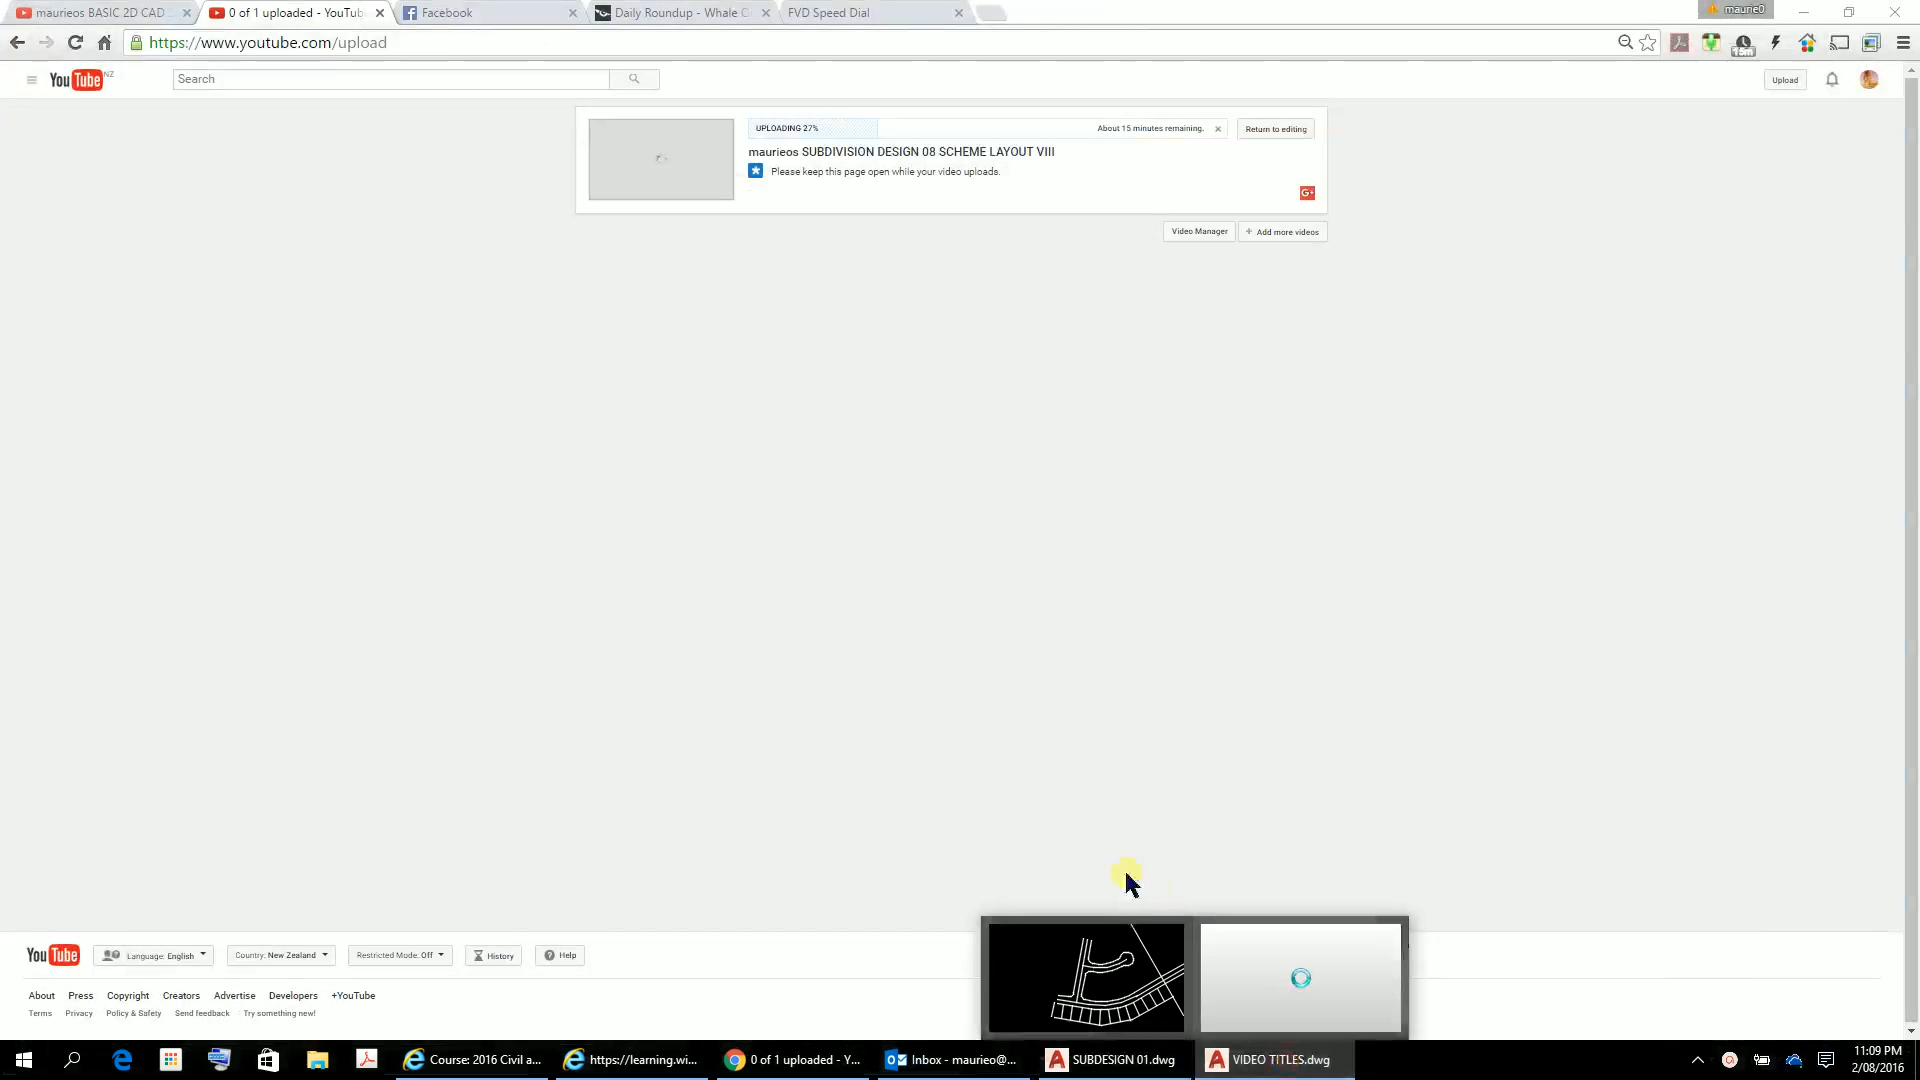 maurieos BASIC 2D CAD
0 of 1 uploaded - YouTub
Facebook
Daily Roundup - Whale O
FVD Speed Dial
maurie0
https://www.youtube.com/upload
15m
YouTube NZ
Search
Upload
UPLOADING 27%
About 15 minutes remaining.
Return to editing
maurieos SUBDIVISION DESIGN 08 SCHEME LAYOUT VIII
Please keep this page open while your video uploads.
G+
Video Manager
+ Add more videos
YouTube
Language: English
Country: New Zealand
Restricted Mode: Off
History
Help
About Press Copyright Creators Advertise Developers +YouTube
Terms Privacy Policy & Safety Send feedback Try something new!
Course: 2016 Civil a...
https://learning.wi...
0 of 1 uploaded - Y...
Inbox - maurieo@...
SUBDESIGN 01.dwg
VIDEO TITLES.dwg
11:09 PM
2/08/2016